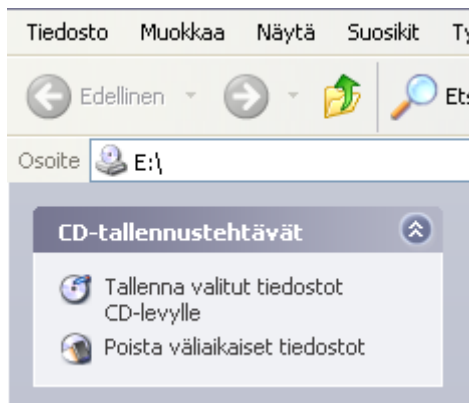 Tiedosto Muokkaa Näytä Suosikit
Edellinen
Osoite E:\
CD-tallennustehtävät
Tallenna valitut tiedostot
CD-levylle
Poista väliaikaiset tiedostot